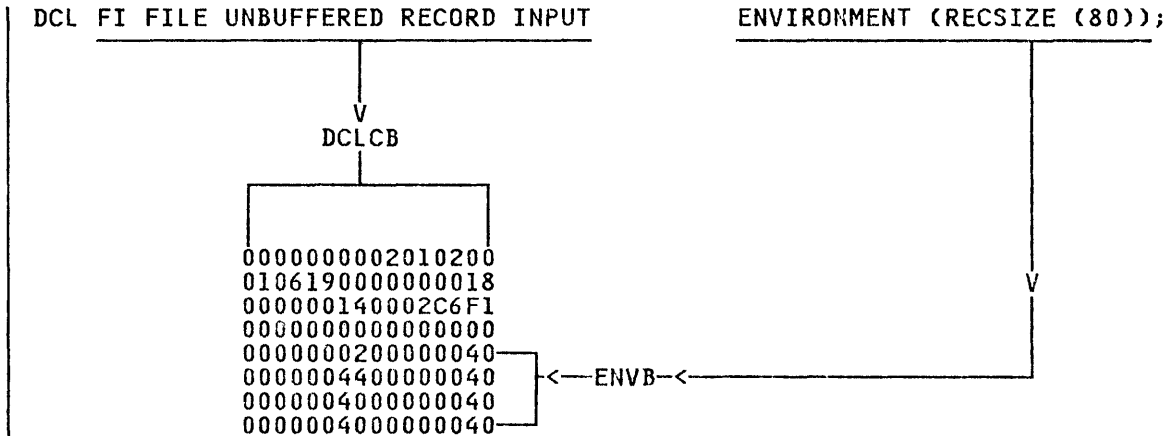 DCL FI FILE UNBUFFERED RECORD INPUT ENVIRONMENT (RECSIZE (80));
V
DCLCB
0000000002010200
0106190000000018
000000140002C6F1
0000000000000000
0000000200000040
0000004400000040
0000004000000040
0000004000000040
<—ENVB—<
V